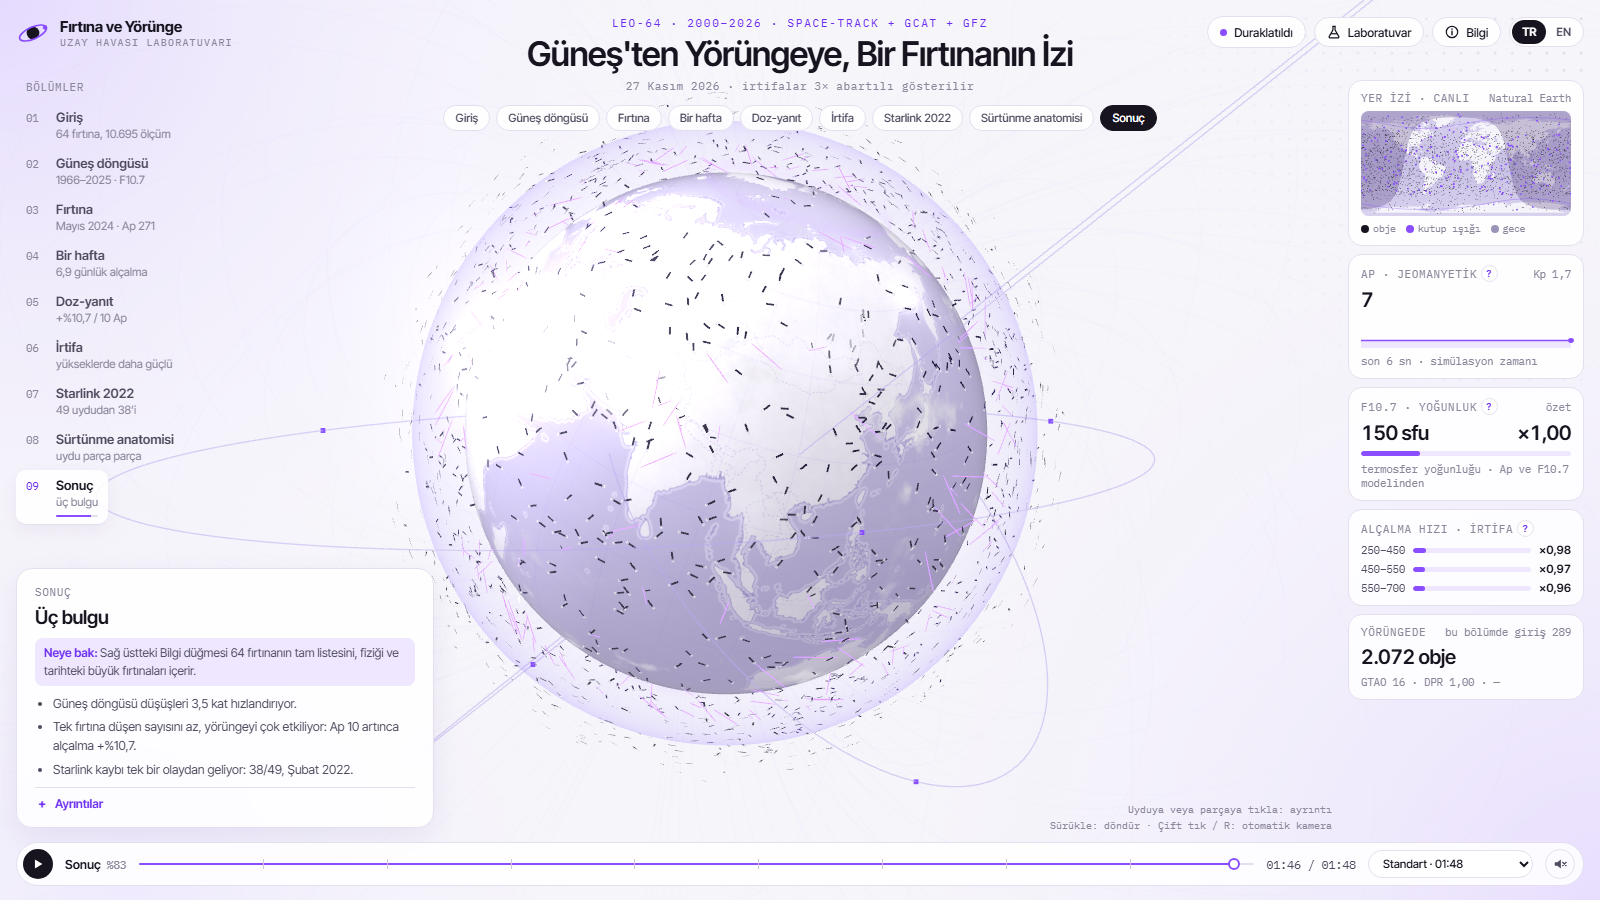 Fırtına ve Yörünge
UZAY HAVASI LABORATUVARI
LEO-64 · 2000–2026 · SPACE-TRACK + GCAT + GFZ
Güneş'ten Yörüngeye, Bir Fırtınanın İzi
27 Kasım 2026 · irtifalar 3× abartılı gösterilir
Duraklatıldı
Laboratuvar
Bilgi
TR
EN
Giriş
Güneş döngüsü
Fırtına
Bir hafta
Doz-yanıt
İrtifa
Starlink 2022
Sürtünme anatomisi
Sonuç
BÖLÜMLER
01 Giriş
64 fırtına, 10.695 ölçüm
02 Güneş döngüsü
1966–2025 · F10.7
03 Fırtına
Mayıs 2024 · Ap 271
04 Bir hafta
6,9 günlük alçalma
05 Doz-yanıt
+%10,7 / 10 Ap
06 İrtifa
yükseklerde daha güçlü
07 Starlink 2022
49 uydudan 38'i
08 Sürtünme anatomisi
uydu parça parça
09 Sonuç
üç bulgu
SONUÇ
Üç bulgu
Neye bak: Sağ üstteki Bilgi düğmesi 64 fırtınanın tam listesini, fiziği ve
tarihteki büyük fırtınaları içerir.
• Güneş döngüsü düşüşleri 3,5 kat hızlandırıyor.
• Tek fırtına düşen sayısını az, yörüngeyi çok etkiliyor: Ap 10 artınca
alçalma +%10,7.
• Starlink kaybı tek bir olaydan geliyor: 38/49, Şubat 2022.
+ Ayrıntılar
YER İZİ · CANLI Natural Earth
obje kutup ışığı gece
AP · JEOMANYETİK ? Kp 1,7
7
son 6 sn · simülasyon zamanı
F10.7 · YOĞUNLUK ? özet
150 sfu ×1,00
termosfer yoğunluğu · Ap ve F10.7
modelinden
ALÇALMA HIZI · İRTİFA ?
250–450 ×0,98
450–550 ×0,97
550–700 ×0,96
YÖRÜNGEDE bu bölümde giriş 289
2.072 obje
GTAO 16 · DPR 1,00 · —
Uyduya veya parçaya tıkla: ayrıntı
Sürükle: döndür · Çift tık / R: otomatik kamera
Sonuç %83
01:46 / 01:48
Standart · 01:48